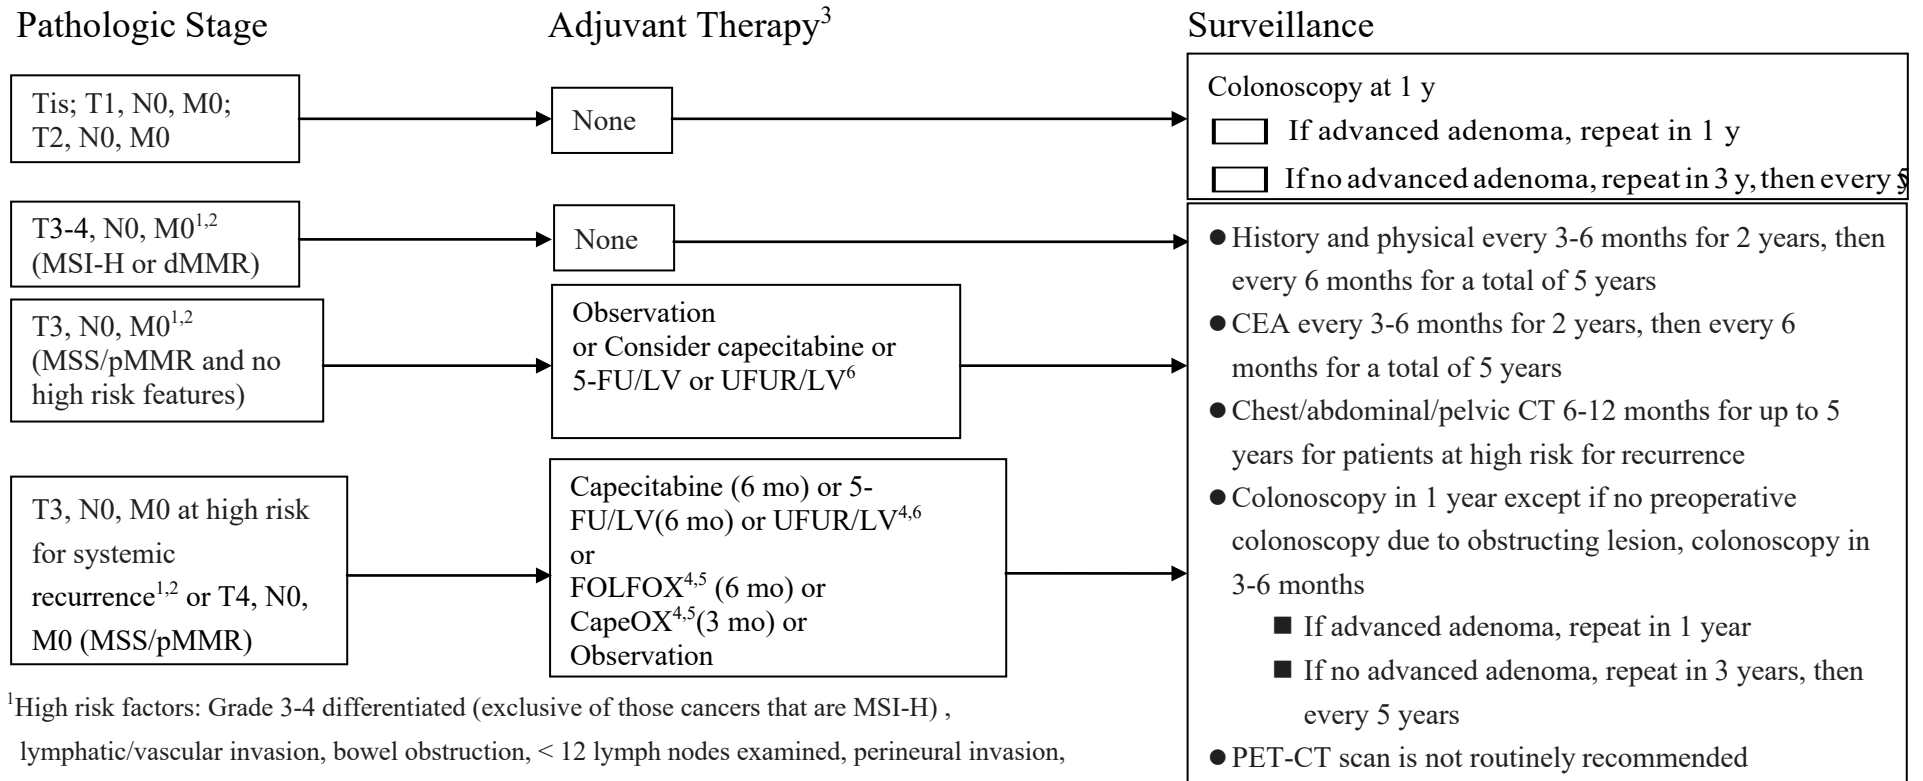 Pathologic Stage
Adjuvant Therapy³
Surveillance
Tis; T1, N0, M0;
T2, N0, M0
None
Colonoscopy at 1 y
If advanced adenoma, repeat in 1 y
If no advanced adenoma, repeat in 3 y, then every 5
T3-4, N0, M0¹,²
(MSI-H or dMMR)
None
T3, N0, M0¹,²
(MSS/pMMR and no
high risk features)
Observation
or Consider capecitabine or
5-FU/LV or UFUR/LV⁶
T3, N0, M0 at high risk
for systemic
recurrence¹,² or T4, N0,
M0 (MSS/pMMR)
Capecitabine (6 mo) or 5-
FU/LV(6 mo) or UFUR/LV⁴,⁶
or
FOLFOX⁴,⁵ (6 mo) or
CapeOX⁴,⁵(3 mo) or
Observation
● History and physical every 3-6 months for 2 years, then
every 6 months for a total of 5 years
● CEA every 3-6 months for 2 years, then every 6
months for a total of 5 years
● Chest/abdominal/pelvic CT 6-12 months for up to 5
years for patients at high risk for recurrence
● Colonoscopy in 1 year except if no preoperative
colonoscopy due to obstructing lesion, colonoscopy in
3-6 months
■ If advanced adenoma, repeat in 1 year
■ If no advanced adenoma, repeat in 3 years, then
every 5 years
● PET-CT scan is not routinely recommended
¹High risk factors: Grade 3-4 differentiated (exclusive of those cancers that are MSI-H) ,
lymphatic/vascular invasion, bowel obstruction, < 12 lymph nodes examined, perineural invasion,